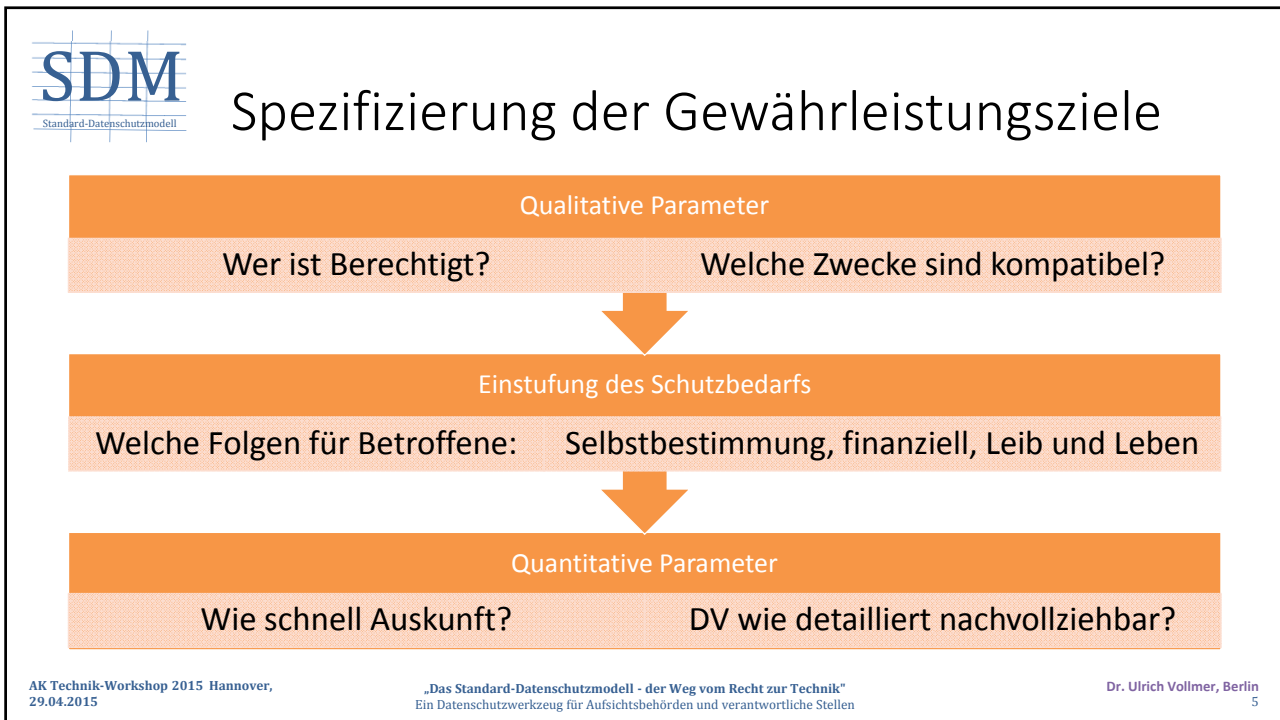 SDM
Standard-Datenschutzmodell
Spezifizierung der Gewährleistungsziele
Qualitative Parameter
Wer ist Berechtigt?
Welche Zwecke sind kompatibel?
Einstufung des Schutzbedarfs
Welche Folgen für Betroffene:
Selbstbestimmung, finanziell, Leib und Leben
Quantitative Parameter
Wie schnell Auskunft?
DV wie detailliert nachvollziehbar?
AK Technik-Workshop 2015 Hannover,
29.04.2015
„Das Standard-Datenschutzmodell - der Weg vom Recht zur Technik"
Ein Datenschutzwerkzeug für Aufsichtsbehörden und verantwortliche Stellen
Dr. Ulrich Vollmer, Berlin
5